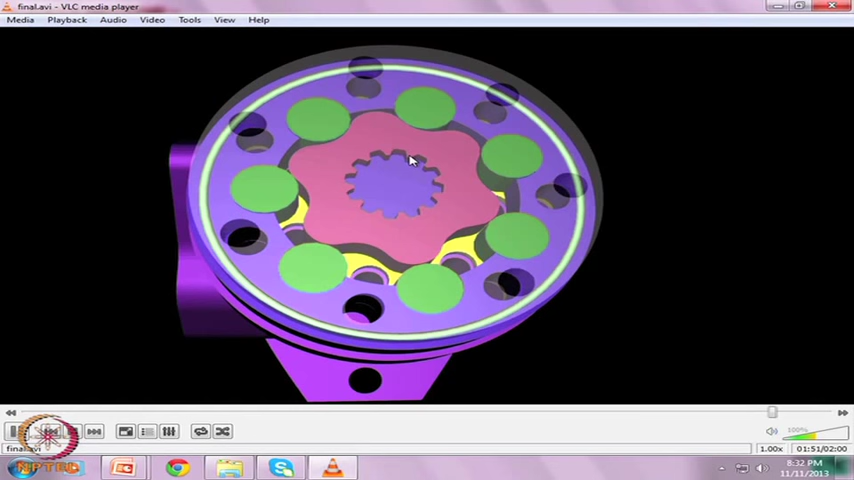 final.avi - VLC media player
Media Playback Audio Video Tools View Help
100%
final.avi
1.00x 01:51/02:00
NPTEL
8:32 PM
11/11/2013